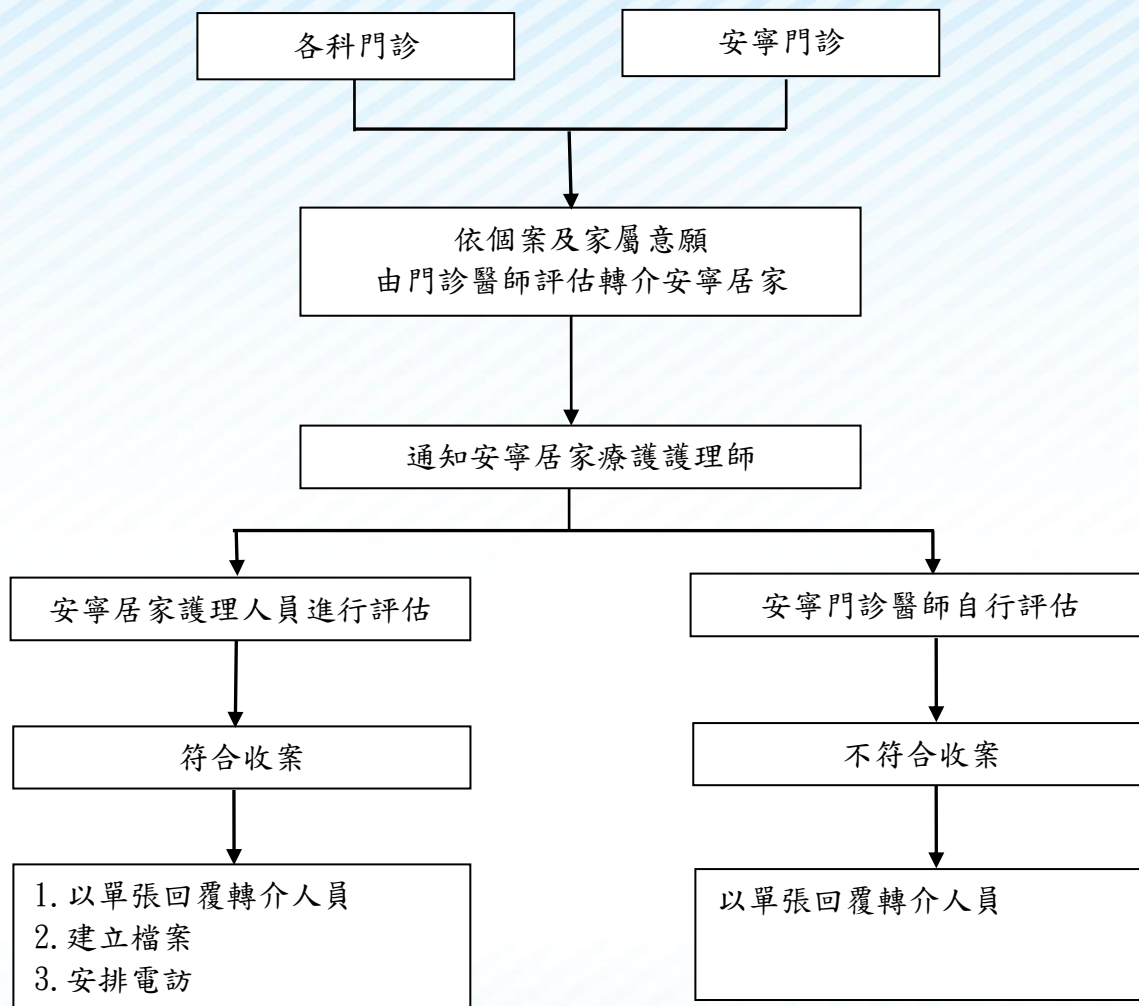 各科門診
安寧門診
依個案及家屬意願
由門診醫師評估轉介安寧居家
通知安寧居家療護護理師
安寧居家護理人員進行評估
安寧門診醫師自行評估
符合收案
不符合收案
1.以單張回覆轉介人員
2.建立檔案
3.安排電訪
以單張回覆轉介人員